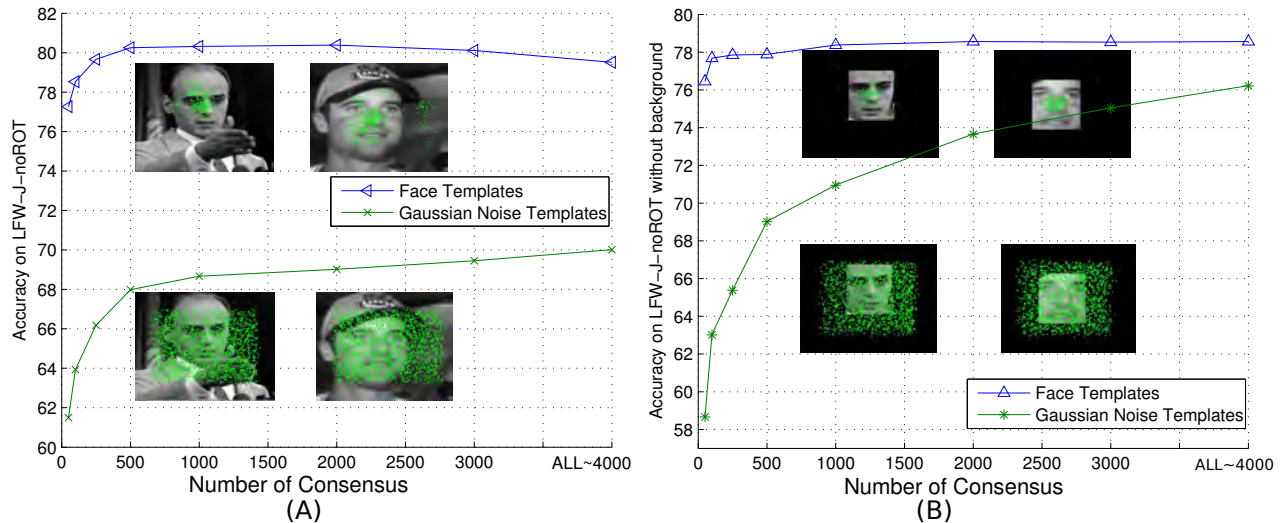 82
80
78
76
74
72
70
68
66
64
62
60
Accuracy on LFW-J-noROT
Face Templates
Gaussian Noise Templates
0 500 1000 1500 2000 2500 3000 ALL~4000
Number of Consensus
(A)
80
78
76
74
72
70
68
66
64
62
60
58
Accuracy on LFW-J-noROT without background
Face Templates
Gaussian Noise Templates
0 500 1000 1500 2000 2500 3000 ALL~4000
Number of Consensus
(B)